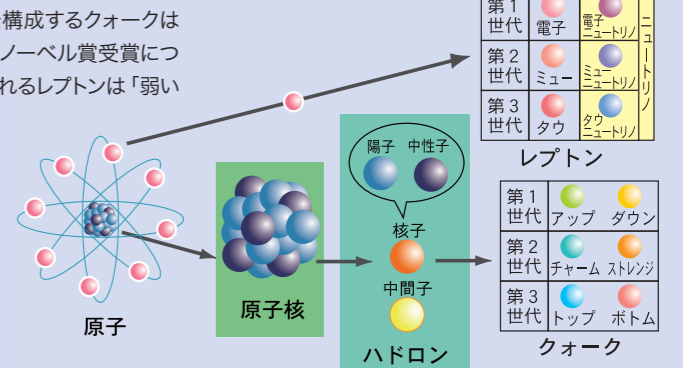 構成するクォークは
ノーベル賞受賞につ
れるレプトンは「弱い
第1
世代
電子
電子
ニュートリノ
第2
世代
ミュー
ミュー
ニュートリノ
第3
世代
タウ
タウ
ニュートリノ
ニュートリノ
レプトン
陽子 中性子
核子
中間子
ハドロン
原子
原子核
第1
世代
アップ ダウン
第2
世代
チャーム ストレンジ
第3
世代
トップ ボトム
クォーク